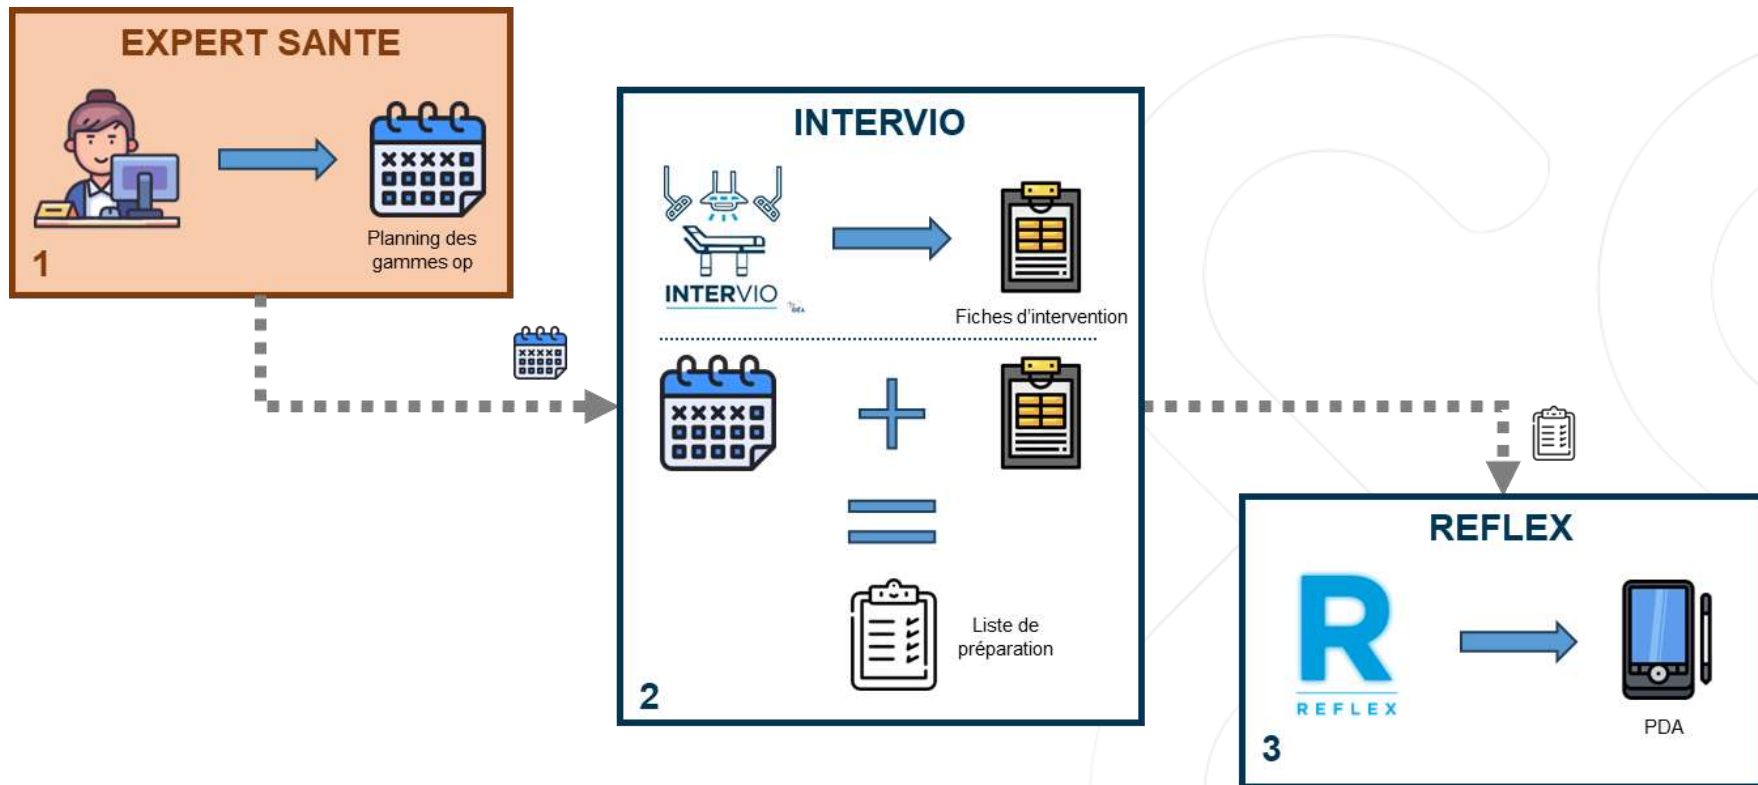 EXPERT SANTE
Planning des
gammes op
1
INTERVIO
INTERVIO
Fiches d'intervention
Liste de
préparation
2
REFLEX
R
REFLEX
PDA
3